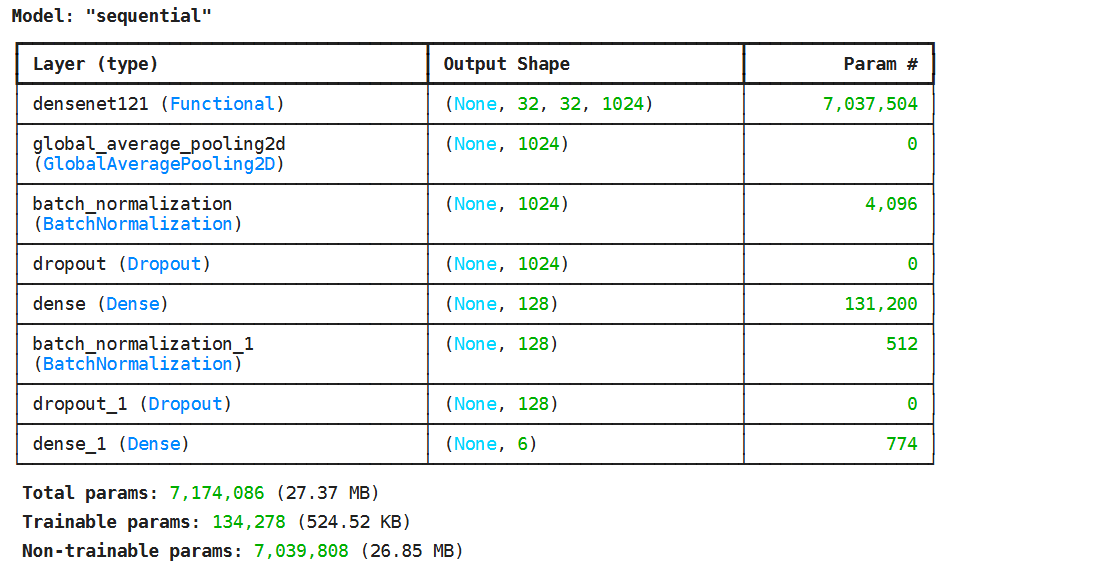 Model: "sequential"
Layer (type) Output Shape Param #
densenet121 (Functional) (None, 32, 32, 1024) 7,037,504
global_average_pooling2d (None, 1024) 0
(GlobalAveragePooling2D)
batch_normalization (None, 1024) 4,096
(BatchNormalization)
dropout (Dropout) (None, 1024) 0
dense (Dense) (None, 128) 131,200
batch_normalization_1 (None, 128) 512
(BatchNormalization)
dropout_1 (Dropout) (None, 128) 0
dense_1 (Dense) (None, 6) 774
Total params: 7,174,086 (27.37 MB)
Trainable params: 134,278 (524.52 KB)
Non-trainable params: 7,039,808 (26.85 MB)